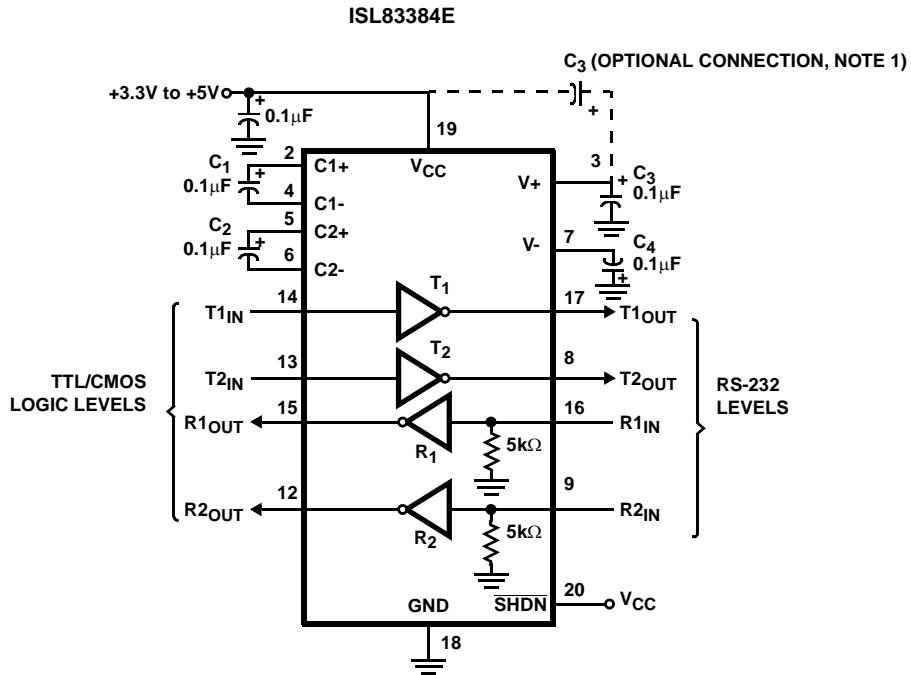 ISL83384E
C3 (OPTIONAL CONNECTION, NOTE 1)
+3.3V to +5V
+
0.1μF
+
19
2
C1+
VCC
3
V+
+
C3
0.1μF
C1
0.1μF
+
4
C1-
5
C2+
C2
0.1μF
+
6
C2-
7
V-
C4
0.1μF
+
T1
14
17
T1IN
T1OUT
T2
13
8
T2IN
T2OUT
TTL/CMOS
LOGIC LEVELS
RS-232
LEVELS
15
16
R1OUT
R1IN
R1
5kΩ
12
9
R2OUT
R2IN
R2
5kΩ
20
GND
SHDN
VCC
18